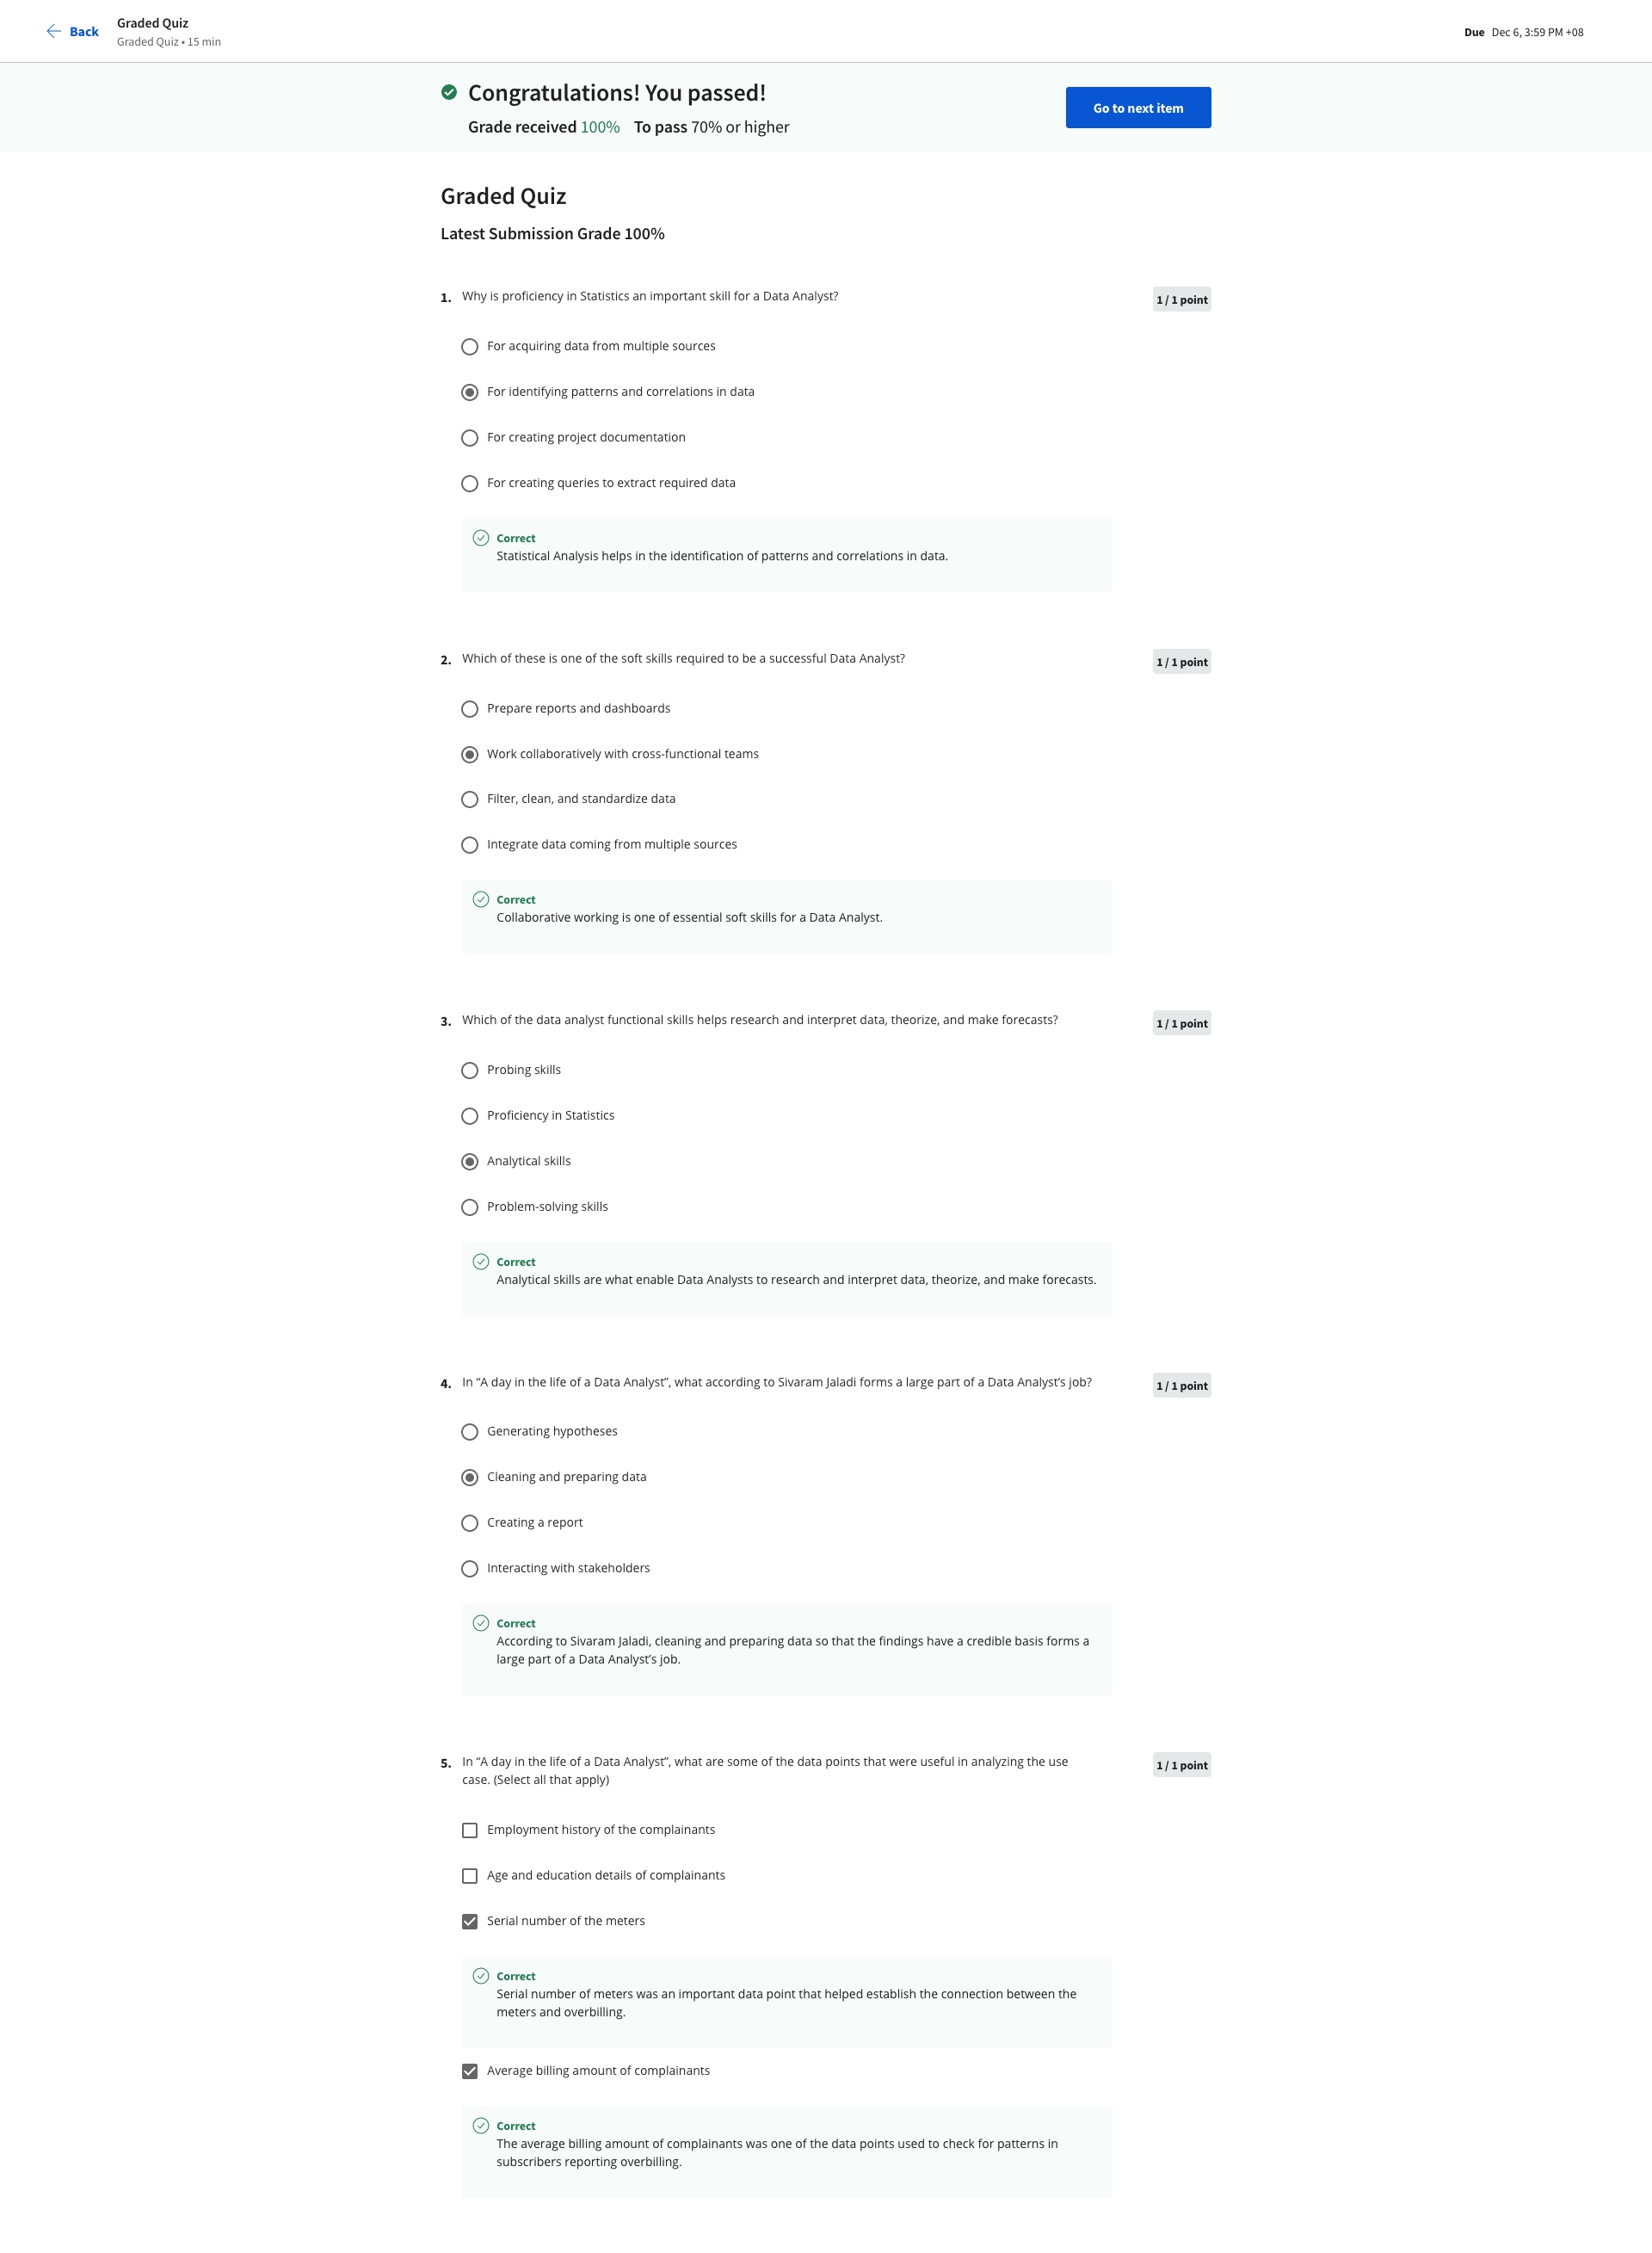 Back
Graded Quiz
Graded Quiz • 15 min
Due Dec 6, 3:59 PM +08
Congratulations! You passed!
Grade received 100% To pass 70% or higher
Go to next item
Graded Quiz
Latest Submission Grade 100%
1. Why is proficiency in Statistics an important skill for a Data Analyst?
1 / 1 point
For acquiring data from multiple sources
For identifying patterns and correlations in data
For creating project documentation
For creating queries to extract required data
Correct
Statistical Analysis helps in the identification of patterns and correlations in data.
2. Which of these is one of the soft skills required to be a successful Data Analyst?
1 / 1 point
Prepare reports and dashboards
Work collaboratively with cross-functional teams
Filter, clean, and standardize data
Integrate data coming from multiple sources
Correct
Collaborative working is one of essential soft skills for a Data Analyst.
3. Which of the data analyst functional skills helps research and interpret data, theorize, and make forecasts?
1 / 1 point
Probing skills
Proficiency in Statistics
Analytical skills
Problem-solving skills
Correct
Analytical skills are what enable Data Analysts to research and interpret data, theorize, and make forecasts.
4. In “A day in the life of a Data Analyst”, what according to Sivaram Jaladi forms a large part of a Data Analyst’s job?
1 / 1 point
Generating hypotheses
Cleaning and preparing data
Creating a report
Interacting with stakeholders
Correct
According to Sivaram Jaladi, cleaning and preparing data so that the findings have a credible basis forms a
large part of a Data Analyst’s job.
5. In “A day in the life of a Data Analyst”, what are some of the data points that were useful in analyzing the use
case. (Select all that apply)
1 / 1 point
Employment history of the complainants
Age and education details of complainants
Serial number of the meters
Correct
Serial number of meters was an important data point that helped establish the connection between the
meters and overbilling.
Average billing amount of complainants
Correct
The average billing amount of complainants was one of the data points used to check for patterns in
subscribers reporting overbilling.